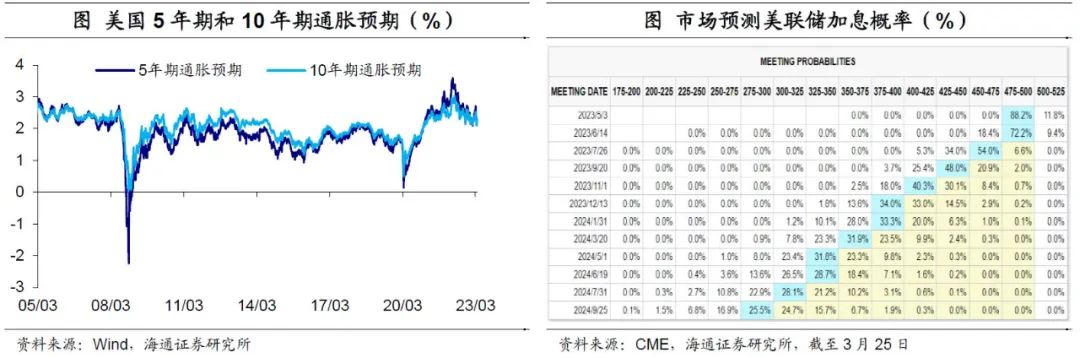 图 美国5年期和10年期通胀预期（%）
4
3
2
1
0
-1
-2
-3
5年期通胀预期 10年期通胀预期
05/03 08/03 11/03 14/03 17/03 20/03 23/03
资料来源：Wind，海通证券研究所
图 市场预测美联储加息概率（%）
MEETING PROBABILITIES
MEETING DATE 175-200 200-225 225-250 250-275 275-300 300-325 325-350 350-375 375-400 400-425 425-450 450-475 475-500 500-525
2023/5/3 0.0% 0.0% 0.0% 0.0% 0.0% 88.2% 11.8%
2023/6/14 0.0% 0.0% 0.0% 0.0% 0.0% 0.0% 0.0% 0.0% 0.0% 18.4% 72.2% 9.4%
2023/7/26 0.0% 0.0% 0.0% 0.0% 0.0% 0.0% 0.0% 0.0% 0.0% 5.3% 34.0% 54.0% 6.6% 0.0%
2023/9/20 0.0% 0.0% 0.0% 0.0% 0.0% 0.0% 0.0% 0.0% 3.7% 25.4% 48.0% 20.9% 2.0% 0.0%
2023/11/1 0.0% 0.0% 0.0% 0.0% 0.0% 0.0% 0.0% 2.5% 18.0% 40.3% 30.1% 8.4% 0.7% 0.0%
2023/12/13 0.0% 0.0% 0.0% 0.0% 0.0% 0.0% 1.8% 13.6% 34.0% 33.0% 14.5% 2.9% 0.2% 0.0%
2024/1/31 0.0% 0.0% 0.0% 0.0% 0.0% 1.2% 10.1% 28.0% 33.3% 20.0% 6.3% 1.0% 0.1% 0.0%
2024/3/20 0.0% 0.0% 0.0% 0.0% 0.9% 7.8% 23.3% 31.9% 23.5% 9.9% 2.4% 0.3% 0.0% 0.0%
2024/5/1 0.0% 0.0% 0.0% 1.0% 8.0% 23.4% 31.8% 23.3% 9.8% 2.3% 0.3% 0.0% 0.0% 0.0%
2024/6/19 0.0% 0.0% 0.4% 3.6% 13.6% 26.5% 28.7% 18.4% 7.1% 1.6% 0.2% 0.0% 0.0% 0.0%
2024/7/31 0.0% 0.3% 2.7% 10.8% 22.9% 28.1% 21.2% 10.2% 3.1% 0.6% 0.1% 0.0% 0.0% 0.0%
2024/9/25 0.1% 1.5% 6.8% 16.9% 25.5% 24.7% 15.7% 6.7% 1.9% 0.3% 0.0% 0.0% 0.0% 0.0%
资料来源：CME，海通证券研究所，截至3月25日